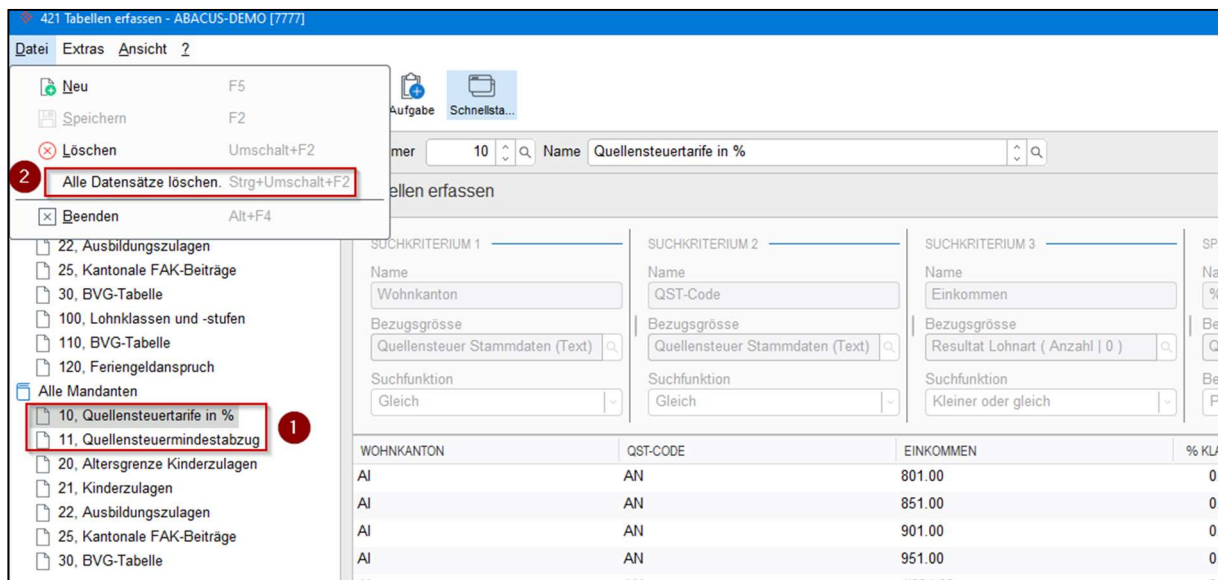 421 Tabellen erfassen - ABACUS-DEMO [7777]
Datei Extras Ansicht ?
Neu F5
Speichern F2
Löschen Umschalt+F2
2 Alle Datensätze löschen. Strg+Umschalt+F2
Beenden Alt+F4
Aufgabe Schnellsta...
mer 10 Name Quellensteuertarife in %
ellen erfassen
22, Ausbildungszulagen
25, Kantonale FAK-Beiträge
30, BVG-Tabelle
100, Lohnklassen und -stufen
110, BVG-Tabelle
120, Feriengeldanspruch
Alle Mandanten
10, Quellensteuertarife in %
11, Quellensteuermindestabzug
1
20, Altersgrenze Kinderzulagen
21, Kinderzulagen
22, Ausbildungszulagen
25, Kantonale FAK-Beiträge
30, BVG-Tabelle
SUCHKRITERIUM 1 SUCHKRITERIUM 2 SUCHKRITERIUM 3 SP
Name Name Name Na
Wohnkanton QST-Code Einkommen %
Bezugsgrösse Bezugsgrösse Bezugsgrösse Be
Quellensteuer Stammdaten (Text) Quellensteuer Stammdaten (Text) Resultat Lohnart ( Anzahl | 0 ) Q
Suchfunktion Suchfunktion Suchfunktion Be
Gleich Gleich Kleiner oder gleich P
WOHNKANTON QST-CODE EINKOMMEN % KLA
AI AN 801.00 0.
AI AN 851.00 0.
AI AN 901.00 0.
AI AN 951.00 0.